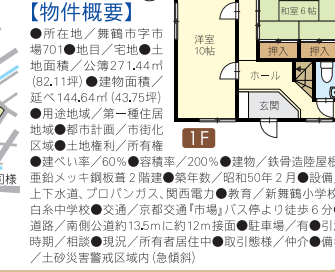 【物件概要】
●所在地/舞鶴市字市
場701●地目/宅地●土
地面積/公簿271.44㎡
(82.11坪)●建物面積/
延べ144.64㎡(43.75坪)
●用途地域/第一種住居
地域●都市計画/市街化
区域●土地権利/所有権
●建ぺい率/60%●容積率/200%●建物/鉄骨造陸屋根
亜鉛メッキ鋼板葺2階建●築年数/昭和50年2月●設備
上下水道、プロパンガス、関西電力●教育/新舞鶴小学校
白糸中学校●交通/京都交通『市場』バス停より徒歩6分
道路/南側公道約13.5mに約12m接面●駐車場/有●引
時期/相談●現況/所有者居住中●取引態様/仲介●備
/土砂災害警戒区域内(急傾斜)
洋室
10帖
和室6帖
押入
押入
ホール
玄関
1F
様